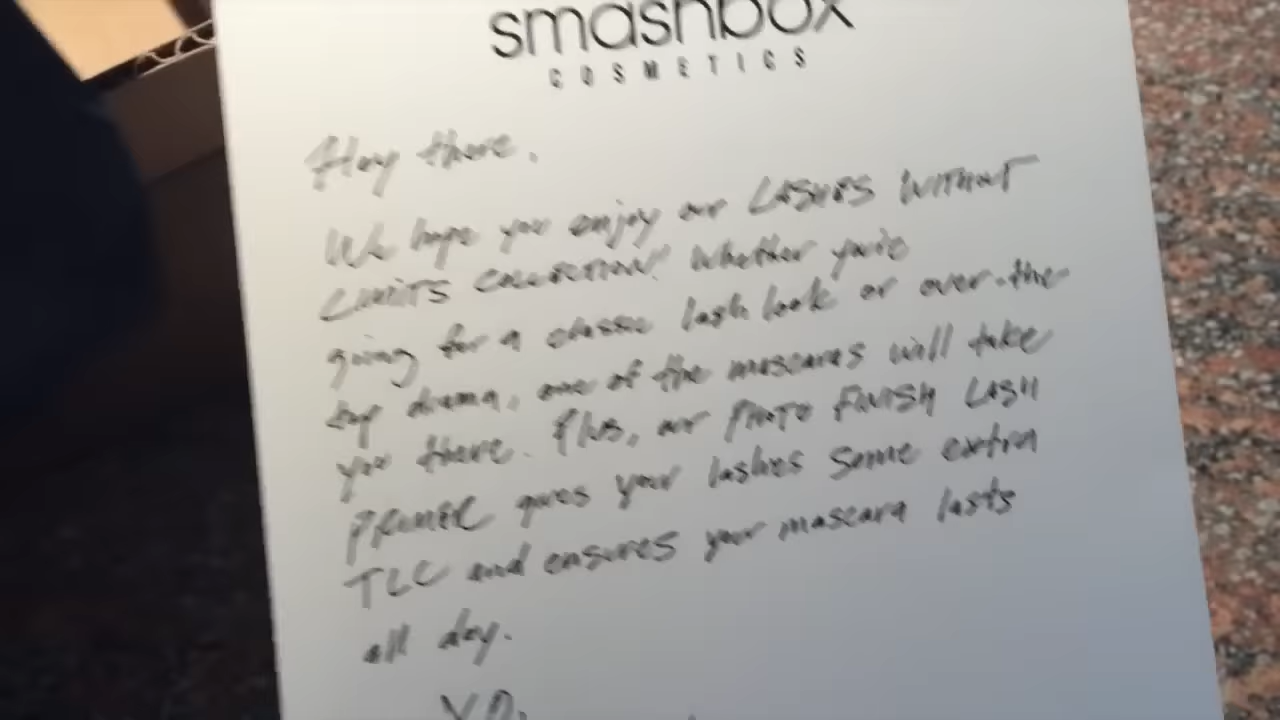 smashbox
COSMETICS
Hey there,
We hope you enjoy our LASHES WITHOUT
LIMITS COLLECTION! Whether you're
going for a classic lash look or over-the-
top drama, one of the mascaras will take
you there. Plus, our PHOTO FINISH LASH
PRIMER gives your lashes some extra
TLC and ensures your mascara lasts
all day.
XO,